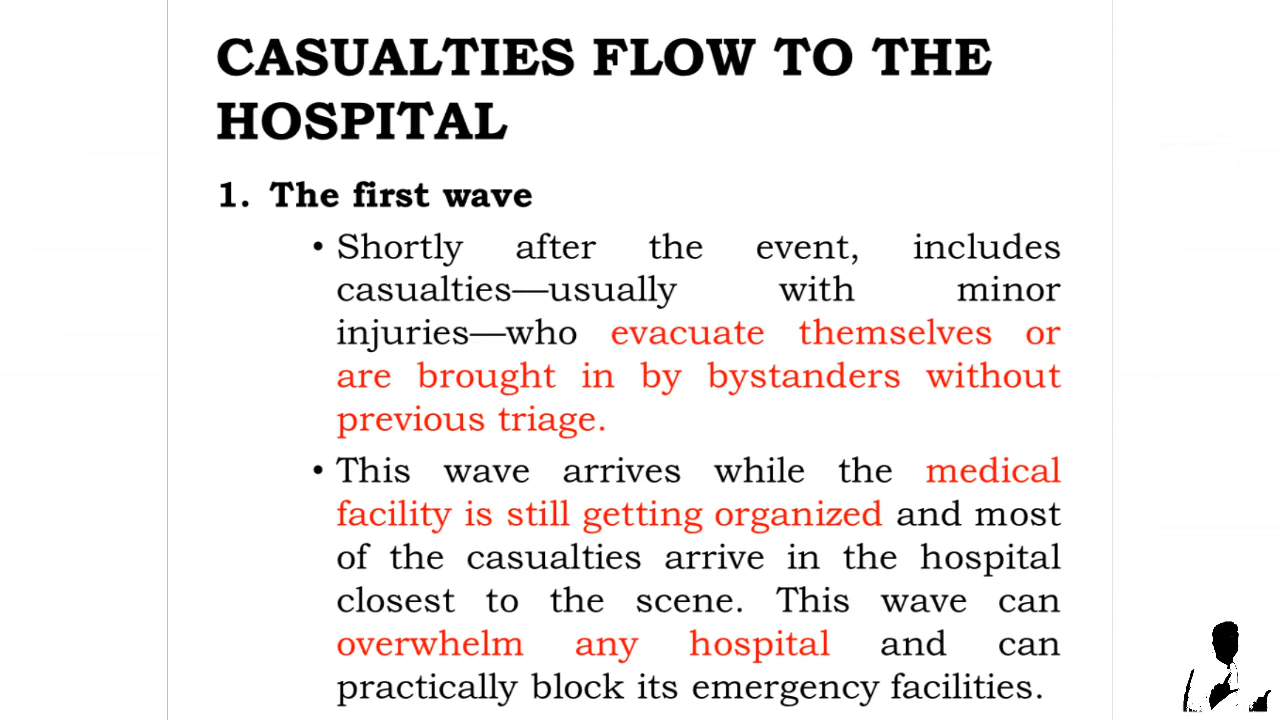 CASUALTIES FLOW TO THE
HOSPITAL
1. The first wave
• Shortly after the event, includes
casualties—usually with minor
injuries—who evacuate themselves or
are brought in by bystanders without
previous triage.
• This wave arrives while the medical
facility is still getting organized and most
of the casualties arrive in the hospital
closest to the scene. This wave can
overwhelm any hospital and can
practically block its emergency facilities.